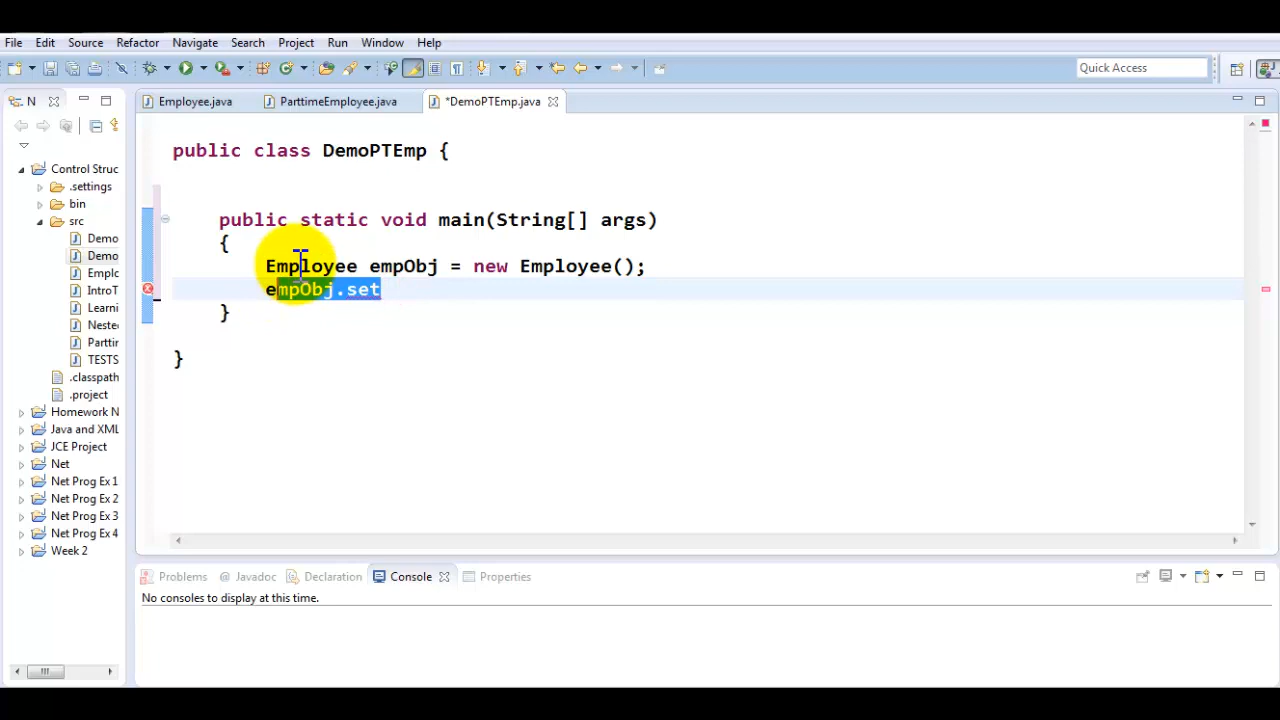 File Edit Source Refactor Navigate Search Project Run Window Help
Quick Access
N
Employee.java ParttimeEmployee.java *DemoPTEmp.java
Control Struc
.settings
bin
src
Demo
Demo
Emplo
IntroT
Learni
Neste
Parttir
TESTS
.classpath
.project
Homework N
Java and XML
JCE Project
Net
Net Prog Ex 1
Net Prog Ex 2
Net Prog Ex 3
Net Prog Ex 4
Week 2
public class DemoPTEmp {
public static void main(String[] args)
{
Employee empObj = new Employee();
empObj.set
}
}
Problems @ Javadoc Declaration Console Properties
No consoles to display at this time.